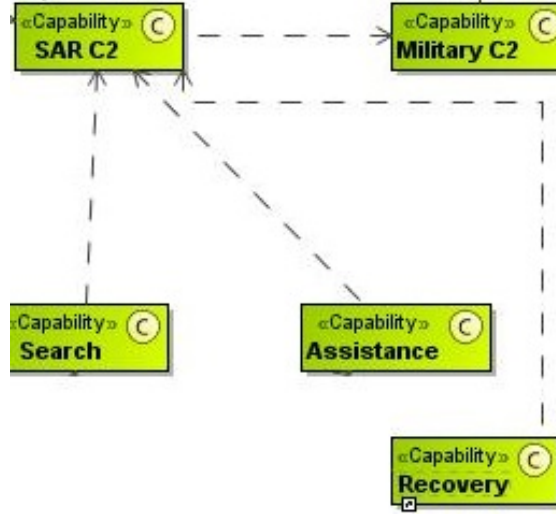 «Capability» C
SAR C2
«Capability» C
Military C2
«Capability» C
Search
«Capability» C
Assistance
«Capability» C
Recovery